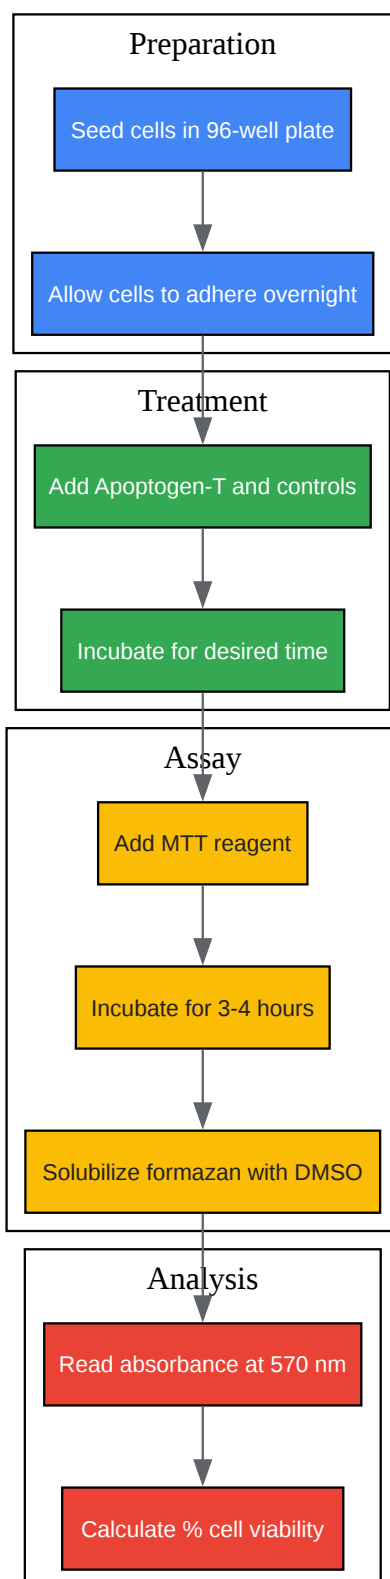 Preparation
Seed cells in 96-well plate
Allow cells to adhere overnight
Treatment
Add Apoptogen-T and controls
Incubate for desired time
Assay
Add MTT reagent
Incubate for 3-4 hours
Solubilize formazan with DMSO
Analysis
Read absorbance at 570 nm
Calculate % cell viability